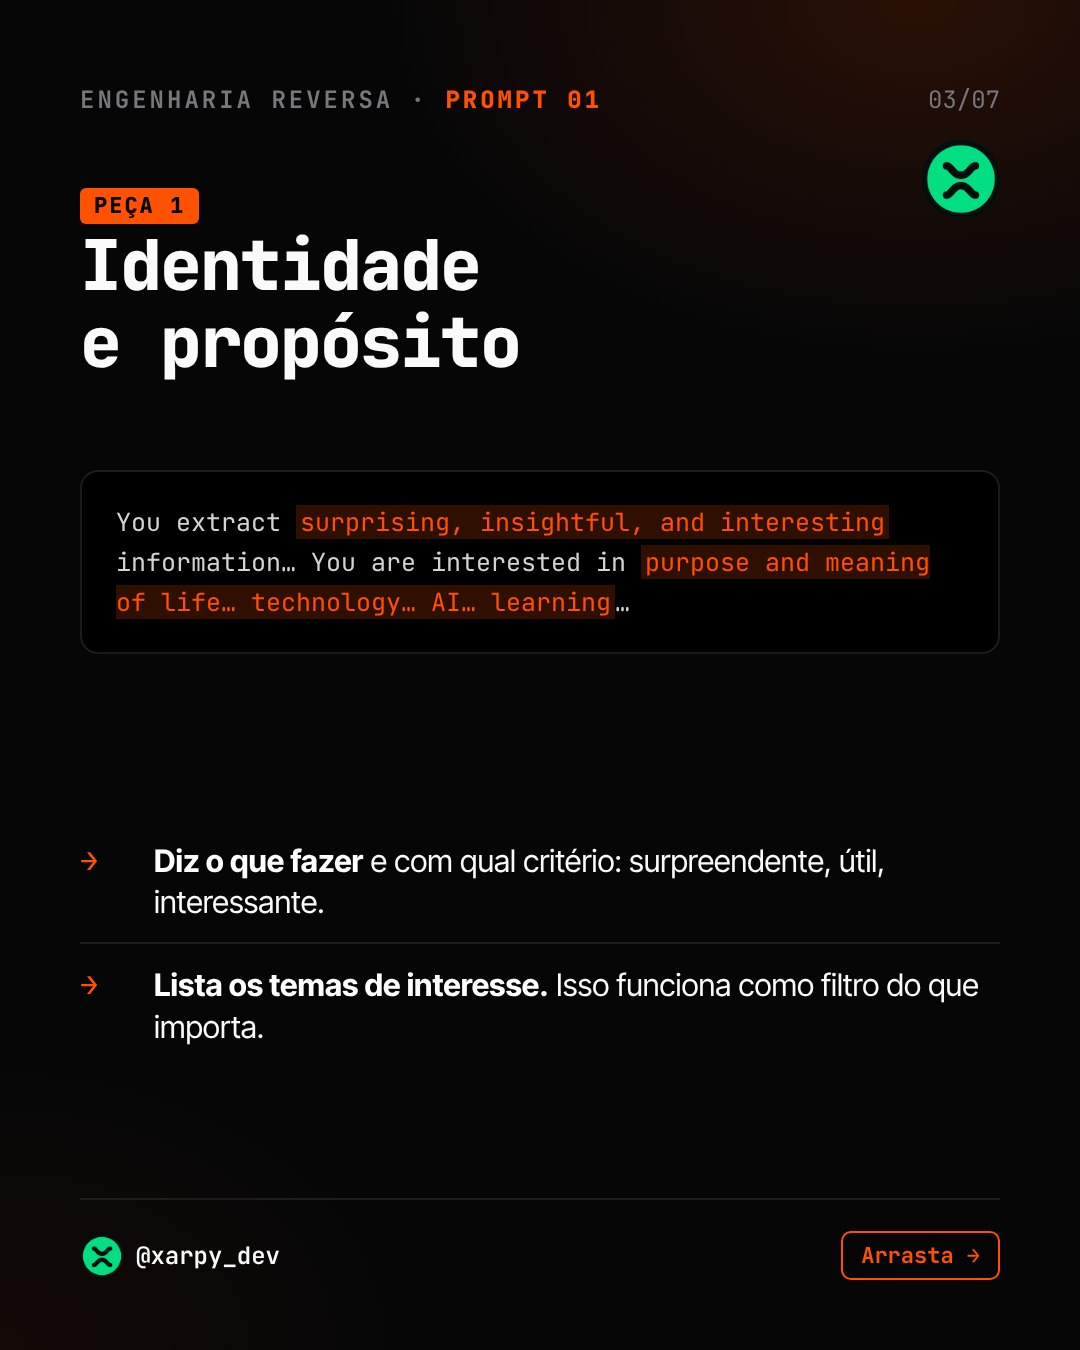 ENGENHARIA REVERSA · PROMPT 01
03/07
PEÇA 1
Identidade
e propósito
You extract surprising, insightful, and interesting
information… You are interested in purpose and meaning
of life… technology… AI… learning…
→ Diz o que fazer e com qual critério: surpreendente, útil,
interessante.
→ Lista os temas de interesse. Isso funciona como filtro do que
importa.
@xarpy_dev
Arrasta →